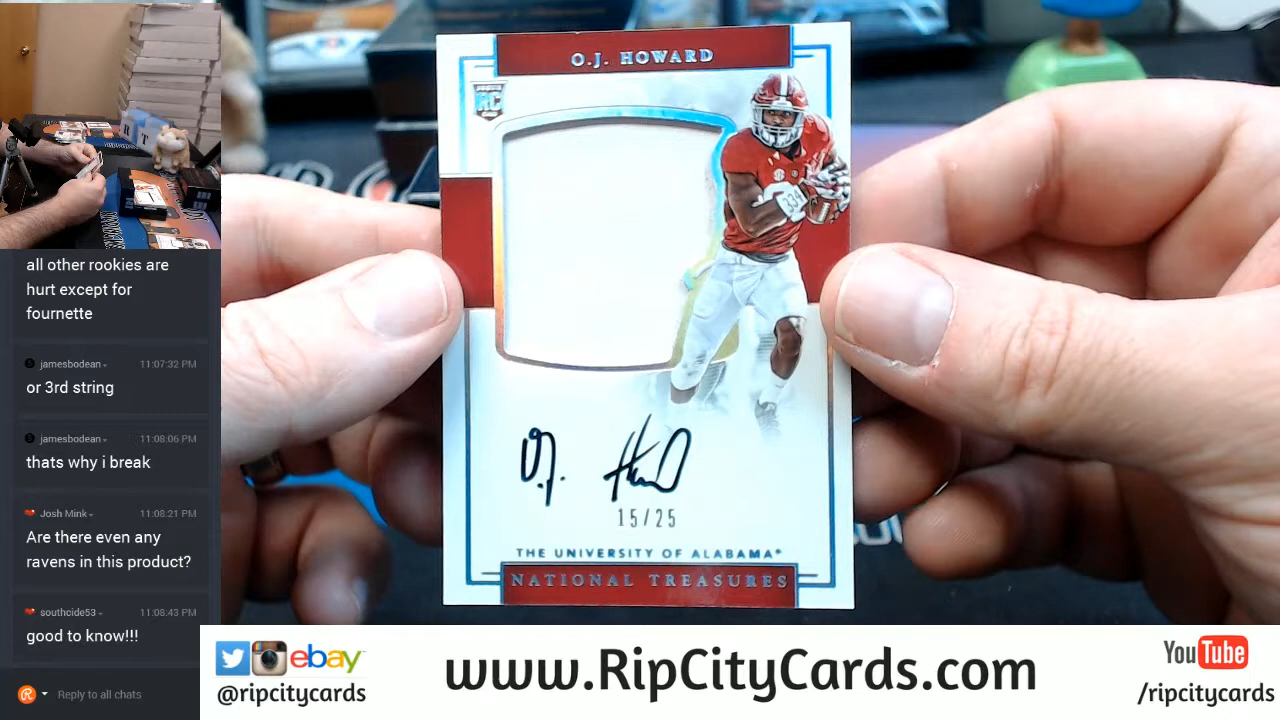 all other rookies are
hurt except for
fournette
jamesbodean 11:07:32 PM
or 3rd string
jamesbodean 11:08:06 PM
thats why i break
Josh Mink 11:08:21 PM
Are there even any
ravens in this product?
southcide53 11:08:43 PM
good to know!!!
Reply to all chats
O.J. HOWARD
RC
334
O.J. Howard
15/25
THE UNIVERSITY OF ALABAMA
NATIONAL TREASURES
ebay
@ripcitycards
www.RipCityCards.com
YouTube
/ripcitycards